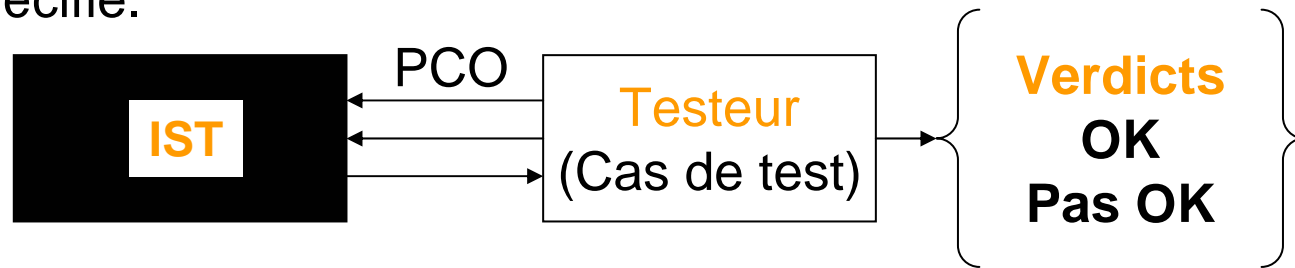 PCO
IST
Testeur
(Cas de test)
Verdicts
OK
Pas OK